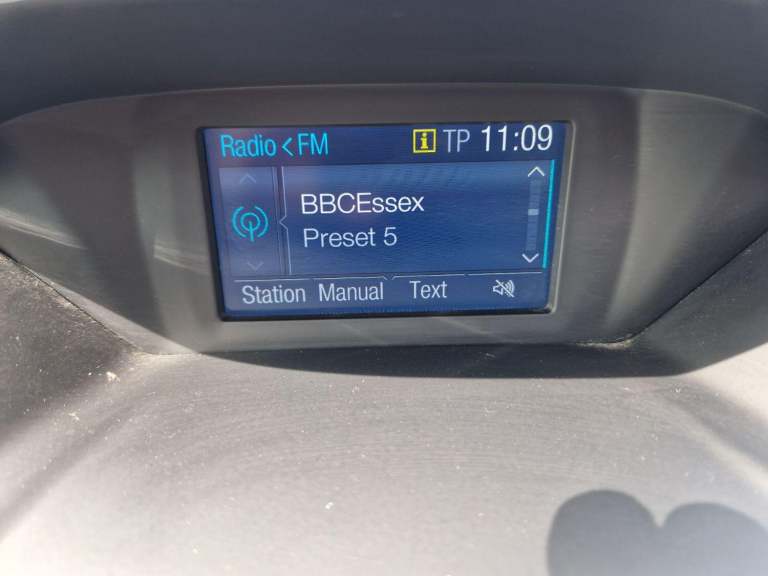 Radio < FM i TP 11:09
BBCEssex
Preset 5
Station Manual Text